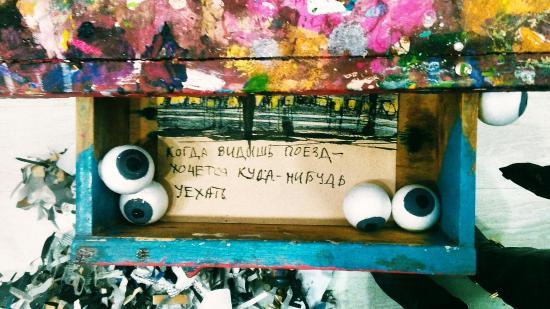 КОГДА ВИДИШЬ ПОЕЗД-
ХОЧЕТСЯ КУДА-НИБУДЬ
УЕХАТЬ